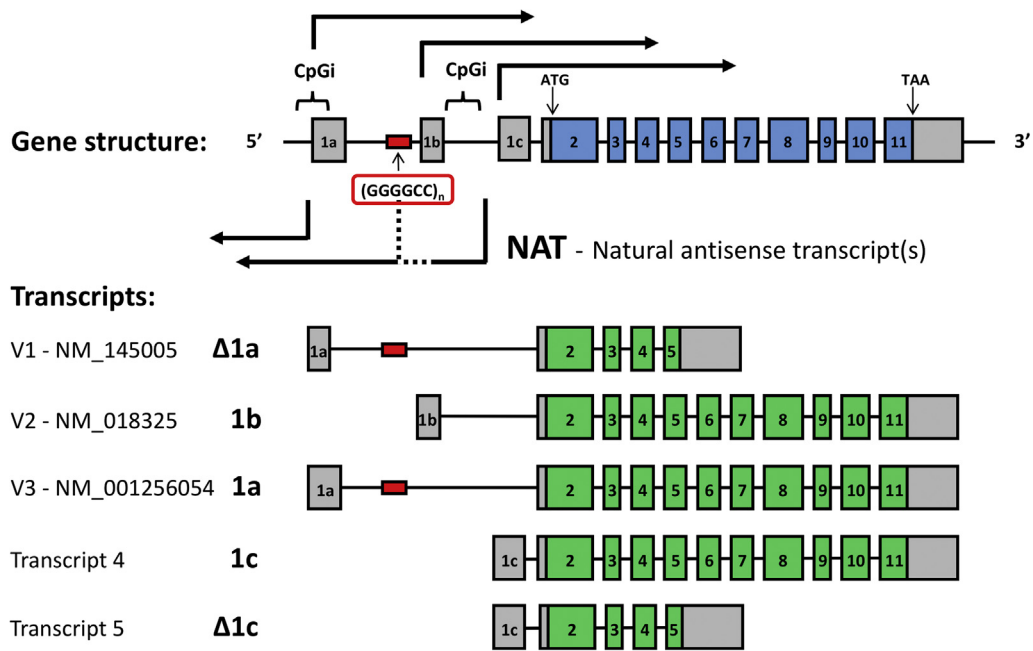 CpGi
CpGi
ATG
TAA
Gene structure:
5’
1a
1b
1c
2
3
4
5
6
7
8
9
10
11
3’
(GGGGCC)n
NAT - Natural antisense transcript(s)
Transcripts:
V1 - NM_145005 Δ1a
1a 2 3 4 5
V2 - NM_018325 1b
1b 2 3 4 5 6 7 8 9 10 11
V3 - NM_001256054 1a
1a 2 3 4 5 6 7 8 9 10 11
Transcript 4 1c
1c 2 3 4 5 6 7 8 9 10 11
Transcript 5 Δ1c
1c 2 3 4 5